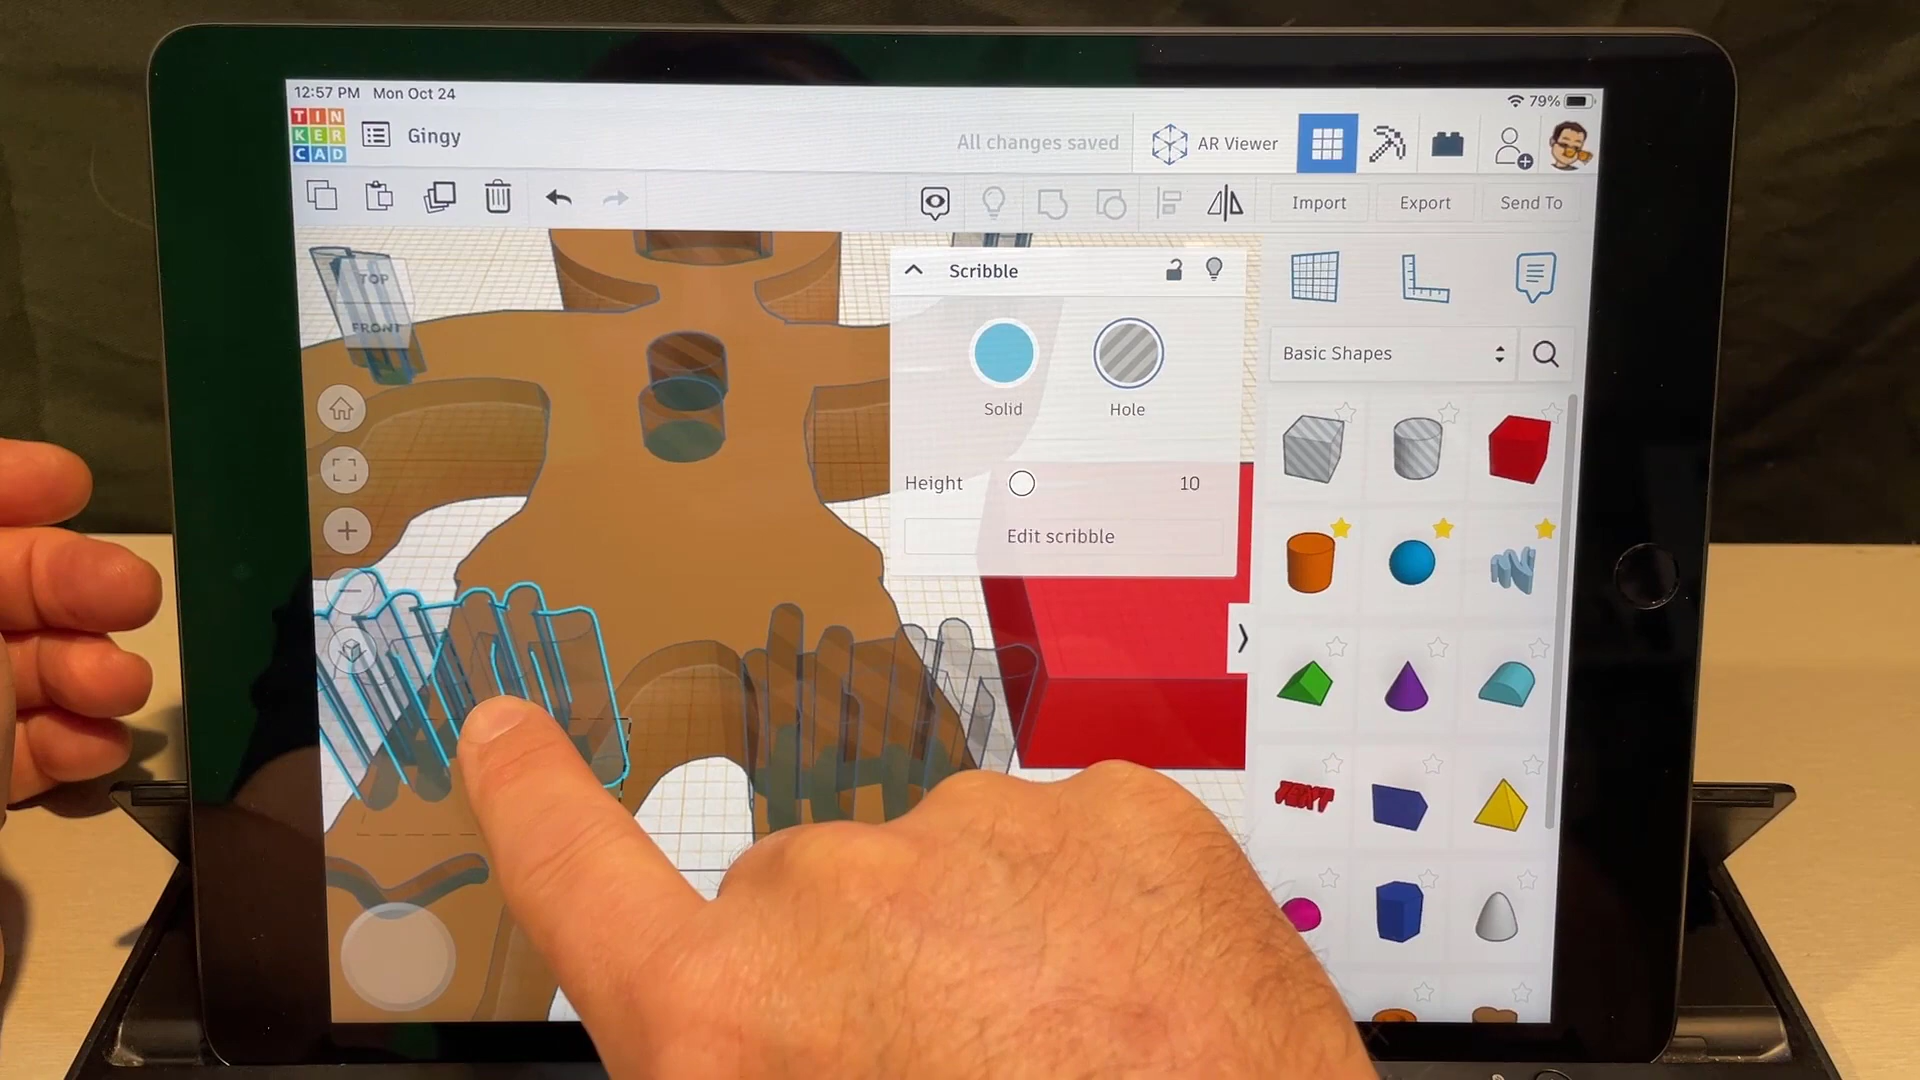 12:57 PM Mon Oct 24
79%
TIN
KER
CAD
Gingy
All changes saved
AR Viewer
Import
Export
Send To
TOP
FRONT
Scribble
Solid
Hole
Height
10
Edit scribble
Basic Shapes
TEXT